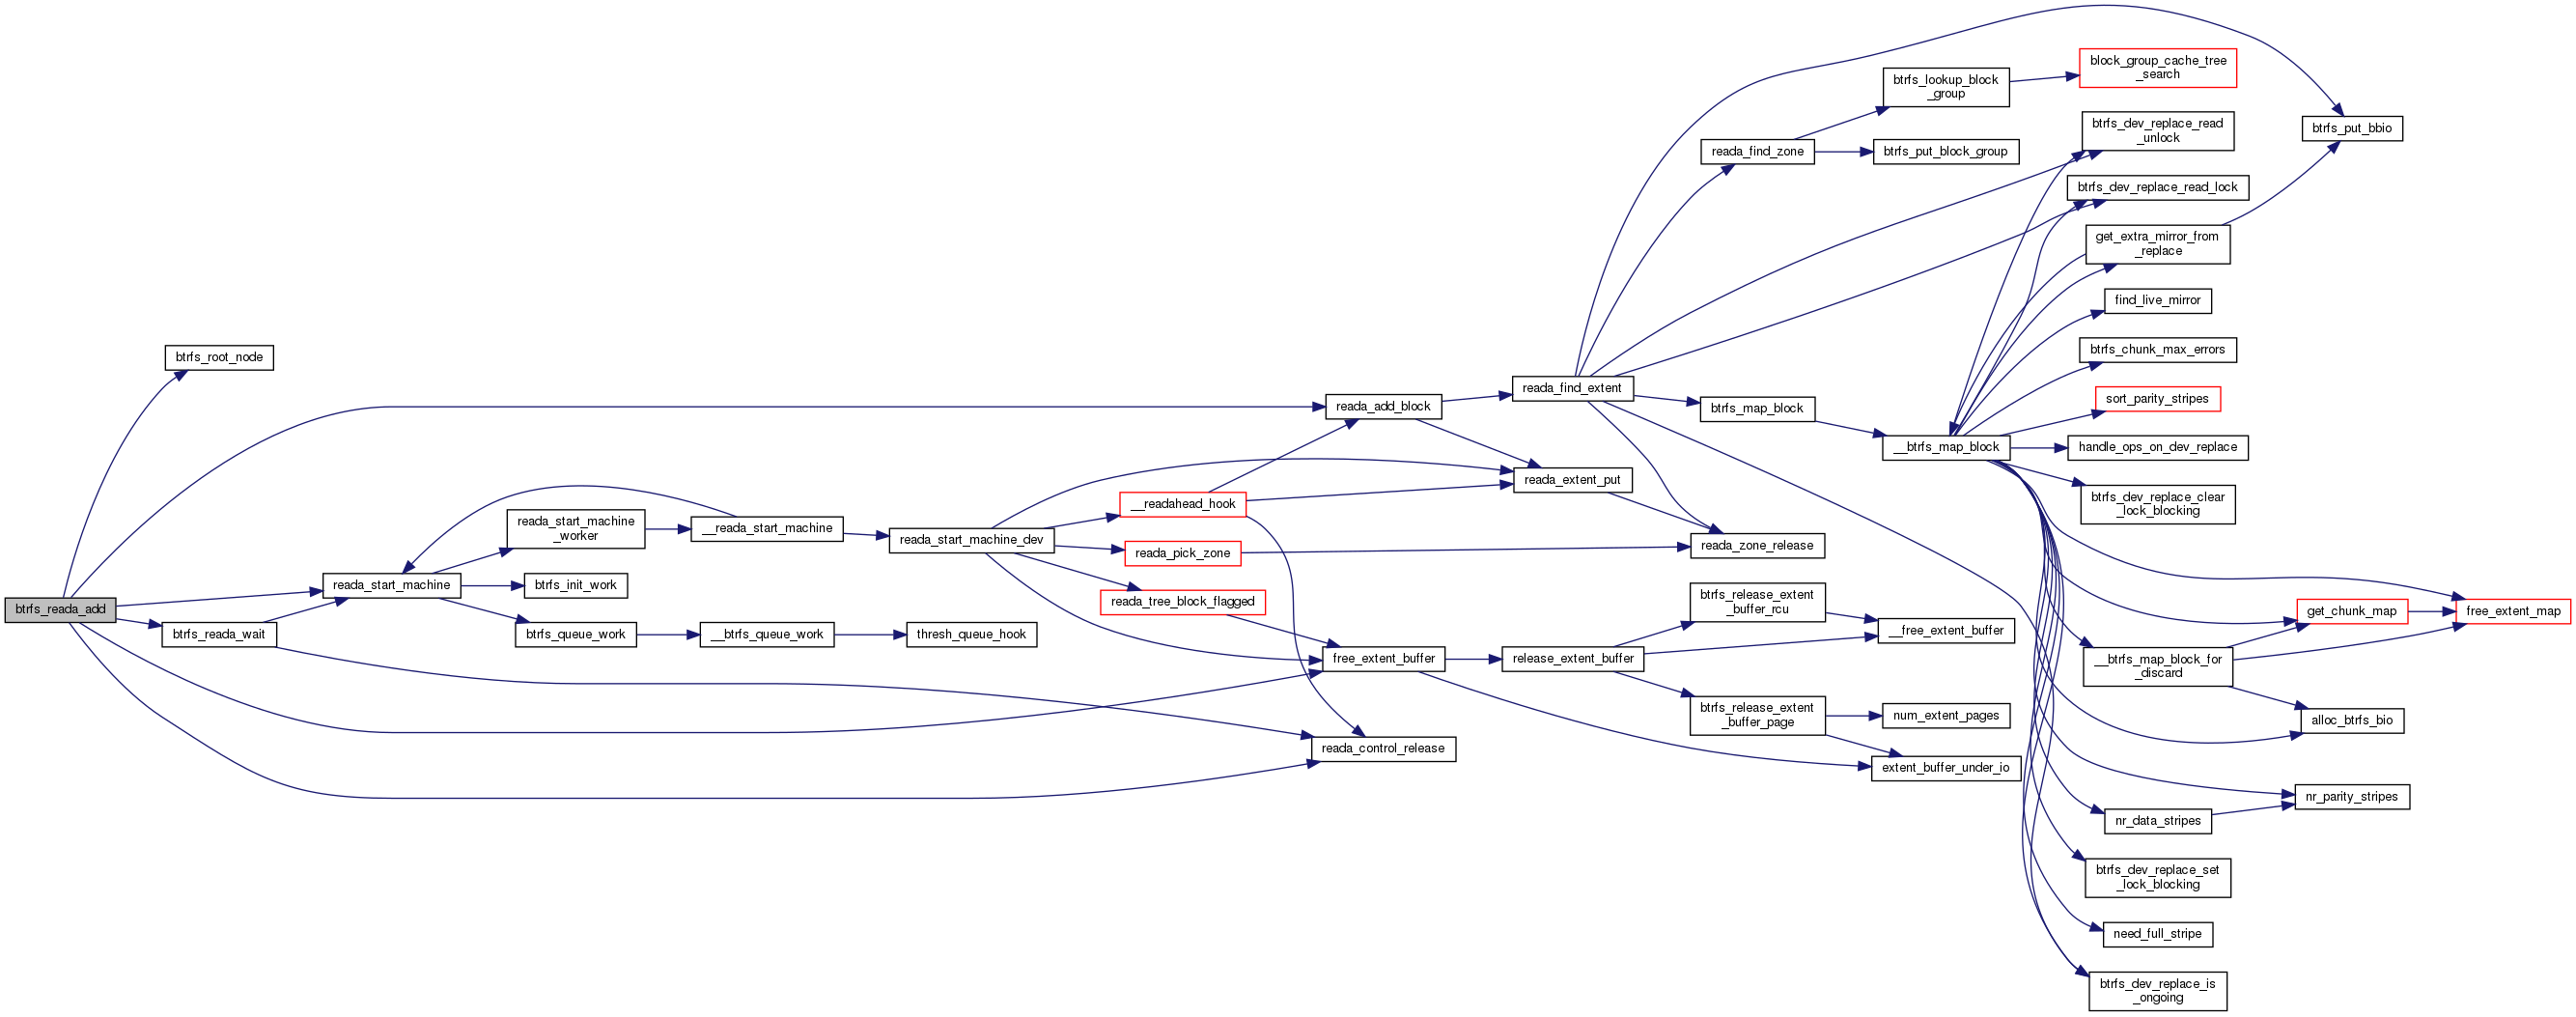 btrfs_reada_add
btrfs_root_node
reada_start_machine
btrfs_reada_wait
reada_start_machine
_worker
btrfs_init_work
btrfs_queue_work
__reada_start_machine
__btrfs_queue_work
reada_start_machine_dev
thresh_queue_hook
__readahead_hook
reada_pick_zone
reada_tree_block_flagged
reada_add_block
free_extent_buffer
reada_control_release
reada_find_extent
reada_extent_put
release_extent_buffer
reada_find_zone
btrfs_map_block
reada_zone_release
btrfs_release_extent
_buffer_rcu
btrfs_release_extent
_buffer_page
btrfs_lookup_block
_group
btrfs_put_block_group
__btrfs_map_block
__free_extent_buffer
num_extent_pages
extent_buffer_under_io
block_group_cache_tree
_search
btrfs_dev_replace_read
_unlock
btrfs_dev_replace_read_lock
get_extra_mirror_from
_replace
find_live_mirror
btrfs_chunk_max_errors
sort_parity_stripes
handle_ops_on_dev_replace
btrfs_dev_replace_clear
_lock_blocking
__btrfs_map_block_for
_discard
nr_data_stripes
btrfs_dev_replace_set
_lock_blocking
need_full_stripe
btrfs_dev_replace_is
_ongoing
btrfs_put_bbio
get_chunk_map
alloc_btrfs_bio
nr_parity_stripes
free_extent_map